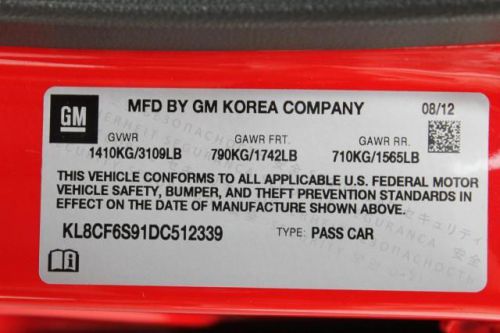 GM
MFD BY GM KOREA COMPANY
08/12
GVWR
GAWR FRT.
GAWR RR.
1410KG/3109LB
790KG/1742LB
710KG/1565LB
THIS VEHICLE CONFORMS TO ALL APPLICABLE U.S. FEDERAL MOTOR
VEHICLE SAFETY, BUMPER, AND THEFT PREVENTION STANDARDS IN
EFFECT ON THE DATE OF MANUFACTURE SHOWN ABOVE.
KL8CF6S91DC512339
TYPE: PASS CAR